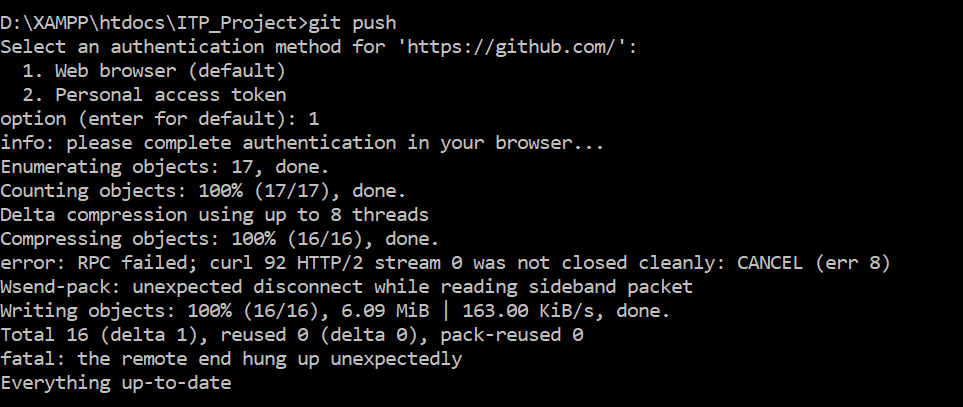 D:\XAMPP\htdocs\ITP_Project>git push
Select an authentication method for 'https://github.com/':
  1. Web browser (default)
  2. Personal access token
option (enter for default): 1
info: please complete authentication in your browser...
Enumerating objects: 17, done.
Counting objects: 100% (17/17), done.
Delta compression using up to 8 threads
Compressing objects: 100% (16/16), done.
error: RPC failed; curl 92 HTTP/2 stream 0 was not closed cleanly: CANCEL (err 8)
Wsend-pack: unexpected disconnect while reading sideband packet
Writing objects: 100% (16/16), 6.09 MiB | 163.00 KiB/s, done.
Total 16 (delta 1), reused 0 (delta 0), pack-reused 0
fatal: the remote end hung up unexpectedly
Everything up-to-date